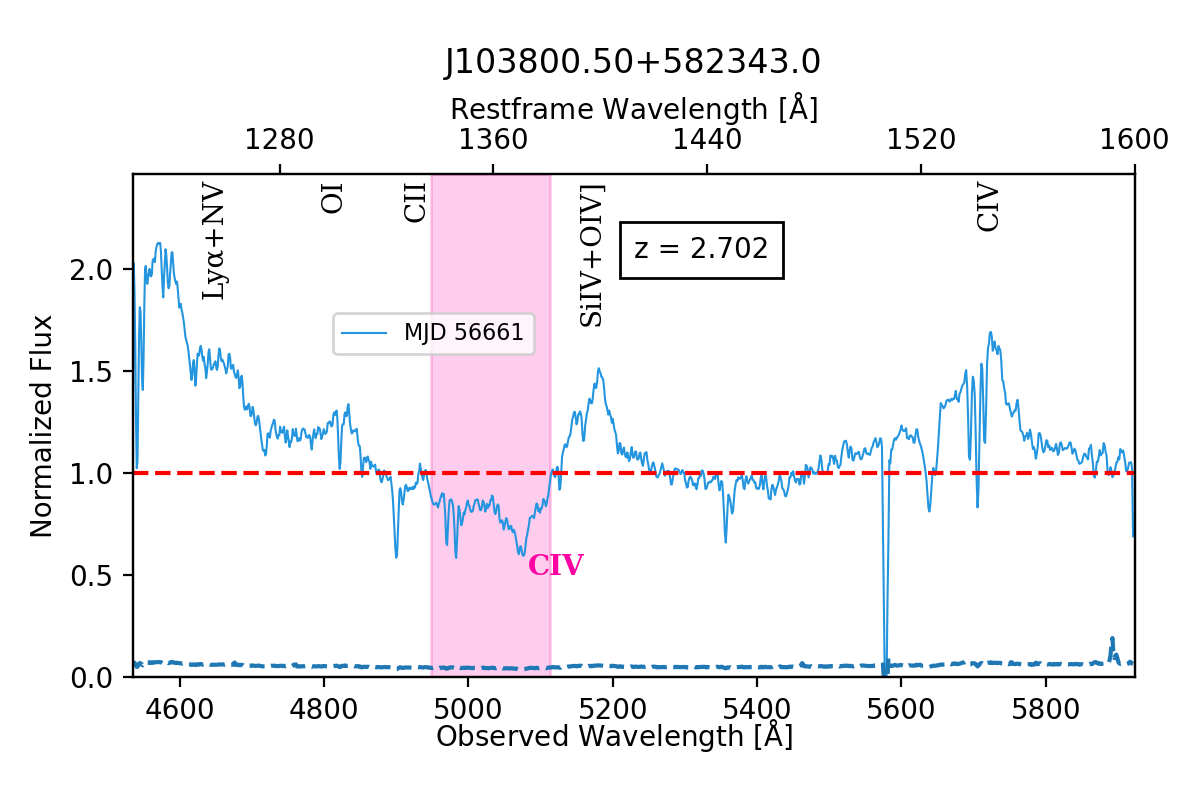 J103800.50+582343.0
Restframe Wavelength [Å]
1280 1360 1440 1520 1600
Lyα+NV
OI
CII
SiIV+OIV]
CIV
z = 2.702
MJD 56661
CIV
Normalized Flux
2.0
1.5
1.0
0.5
0.0
4600 4800 5000 5200 5400 5600 5800
Observed Wavelength [Å]